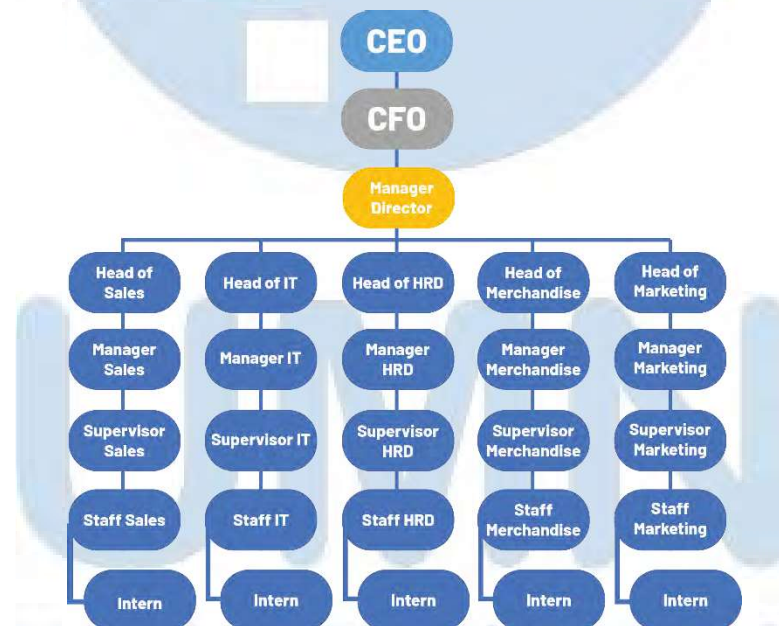 CEO
CFO
Manager
Director
Head of
Sales
Head of IT
Head of HRD
Head of
Merchandise
Head of
Marketing
Manager
Sales
Manager IT
Manager
HRD
Manager
Merchandise
Manager
Marketing
Supervisor
Sales
Supervisor IT
Supervisor
HRD
Supervisor
Merchandise
Supervisor
Marketing
Staff Sales
Staff IT
Staff HRD
Staff
Merchandise
Staff
Marketing
Intern
Intern
Intern
Intern
Intern
UMN